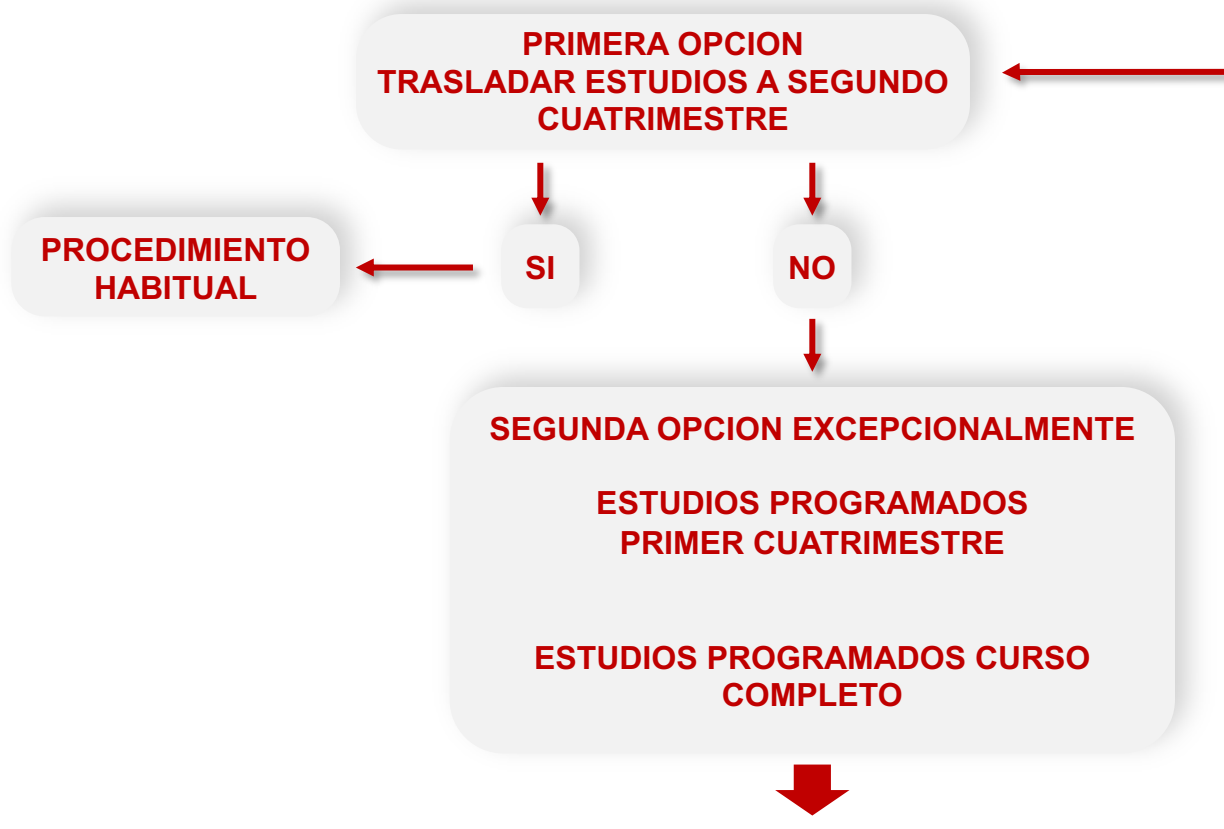 PRIMERA OPCION
TRASLADAR ESTUDIOS A SEGUNDO
CUATRIMESTRE
PROCEDIMIENTO
HABITUAL
SI
NO
SEGUNDA OPCION EXCEPCIONALMENTE
ESTUDIOS PROGRAMADOS
PRIMER CUATRIMESTRE
ESTUDIOS PROGRAMADOS CURSO
COMPLETO